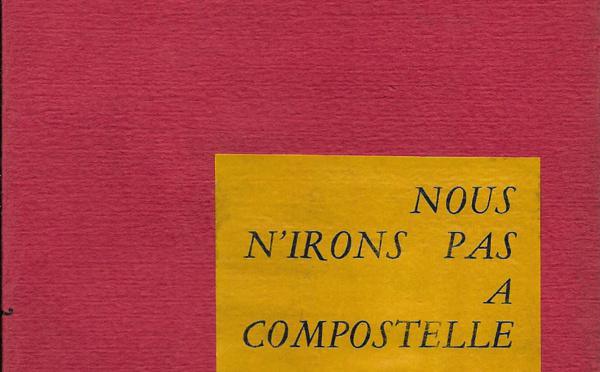 NOUS
N'IRONS PAS
A
COMPOSTELLE